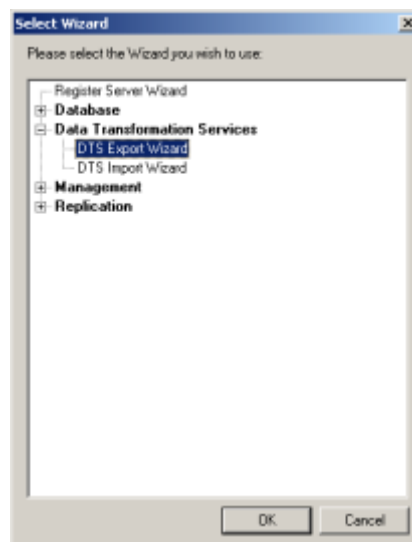 Select Wizard
Please select the Wizard you wish to use:
Register Server Wizard
Database
Data Transformation Services
DTS Export Wizard
DTS Import Wizard
Management
Replication
OK Cancel